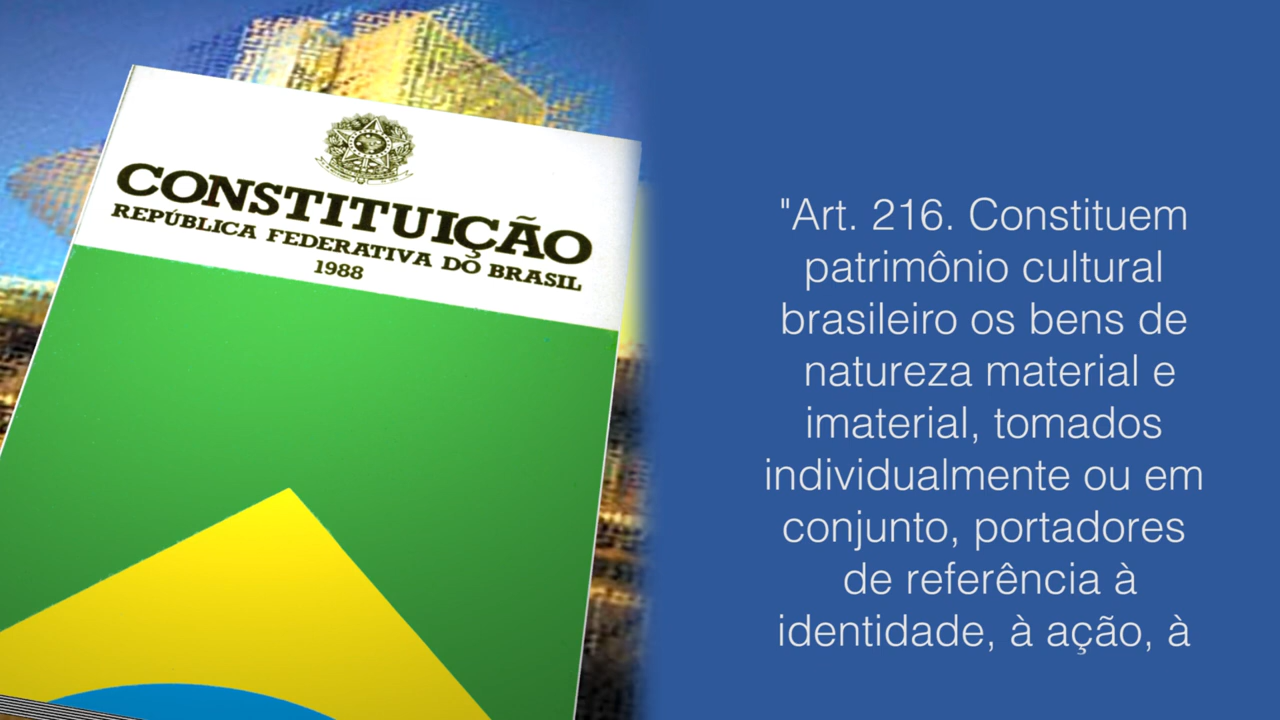 CONSTITUIÇÃO
REPÚBLICA FEDERATIVA DO BRASIL
1988
"Art. 216. Constituem
patrimônio cultural
brasileiro os bens de
natureza material e
imaterial, tomados
individualmente ou em
conjunto, portadores
de referência à
identidade, à ação, à